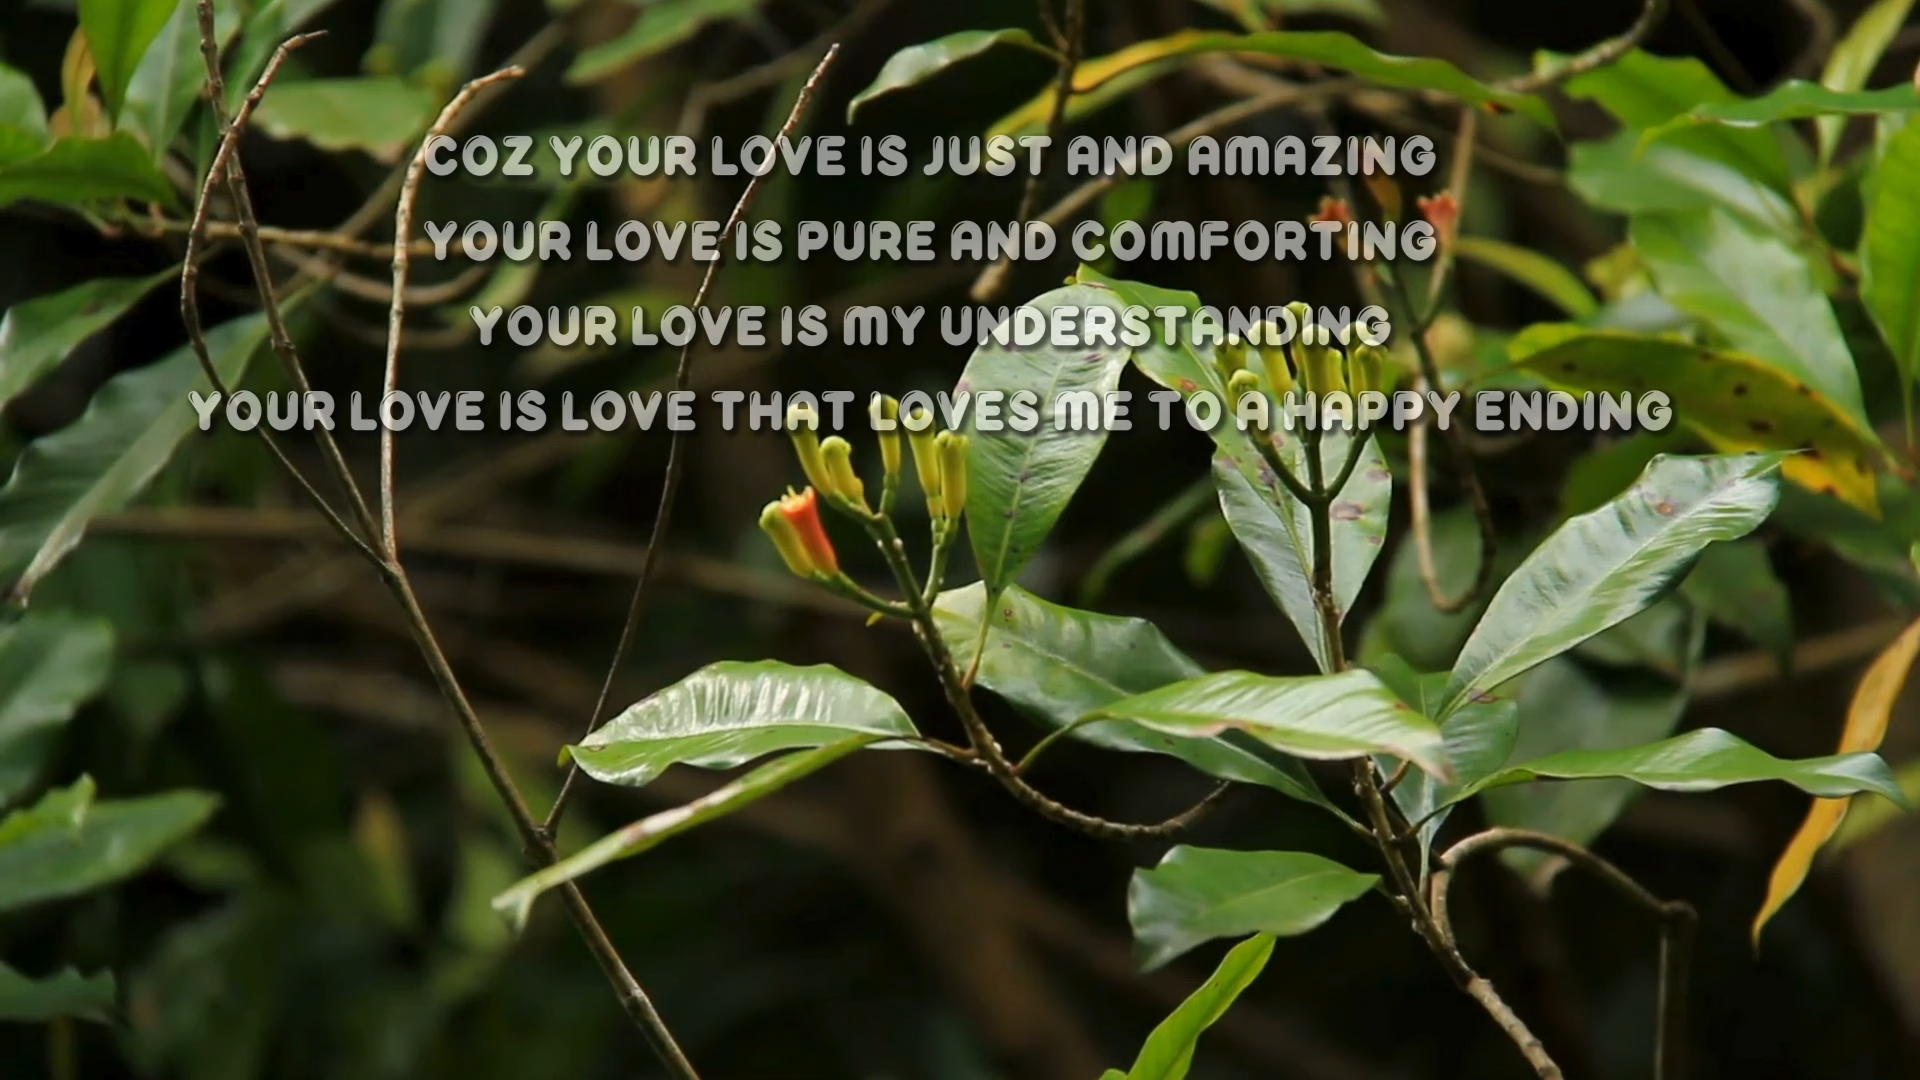 COZ YOUR LOVE IS JUST AND AMAZING
YOUR LOVE IS PURE AND COMFORTING
YOUR LOVE IS MY UNDERSTANDING
YOUR LOVE IS LOVE THAT LOVES ME TO A HAPPY ENDING